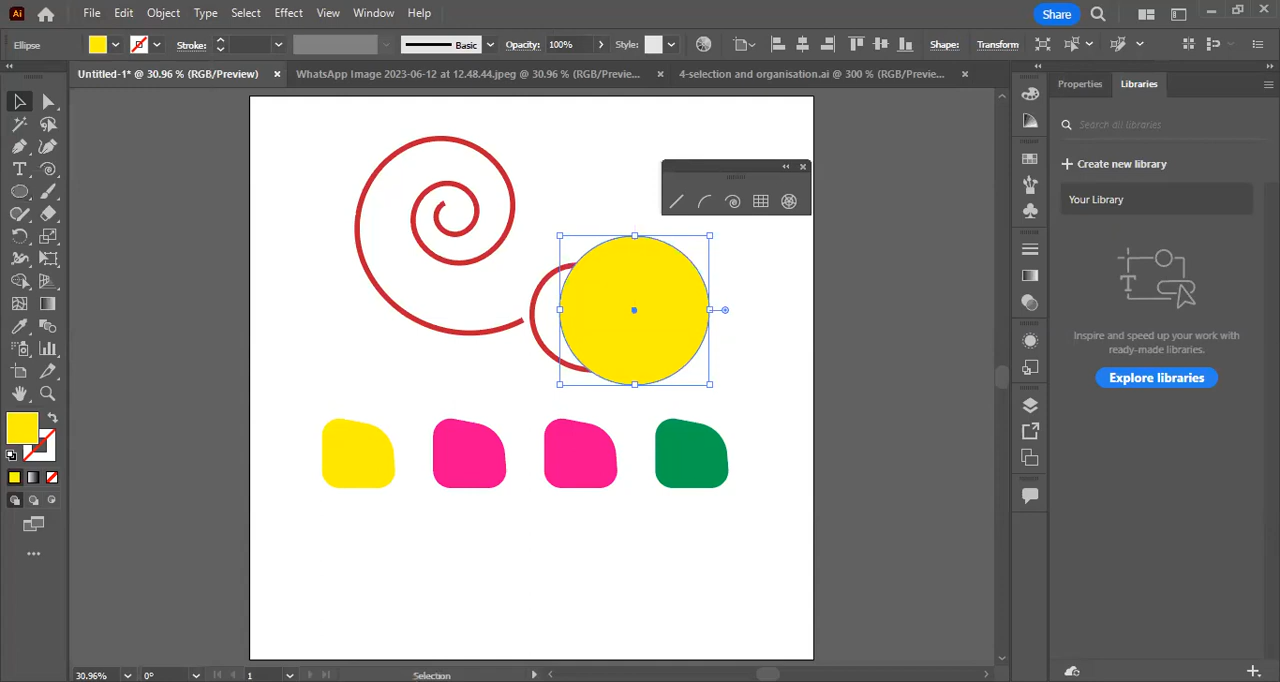 Ai File Edit Object Type Select Effect View Window Help Share
Ellipse Stroke: Basic Opacity: 100% Style: Shape: Transform
Untitled-1* @ 30.96 % (RGB/Preview) × WhatsApp Image 2023-06-12 at 12.48.44.jpeg @ 30.96 % (RGB/Previe... × 4-selection and organisation.ai @ 300 % (RGB/Preview... ×
Properties Libraries
Search all libraries
Create new library
Your Library
T
Inspire and speed up your work with
ready-made libraries.
Explore libraries
30.96% 0° 1 Selection